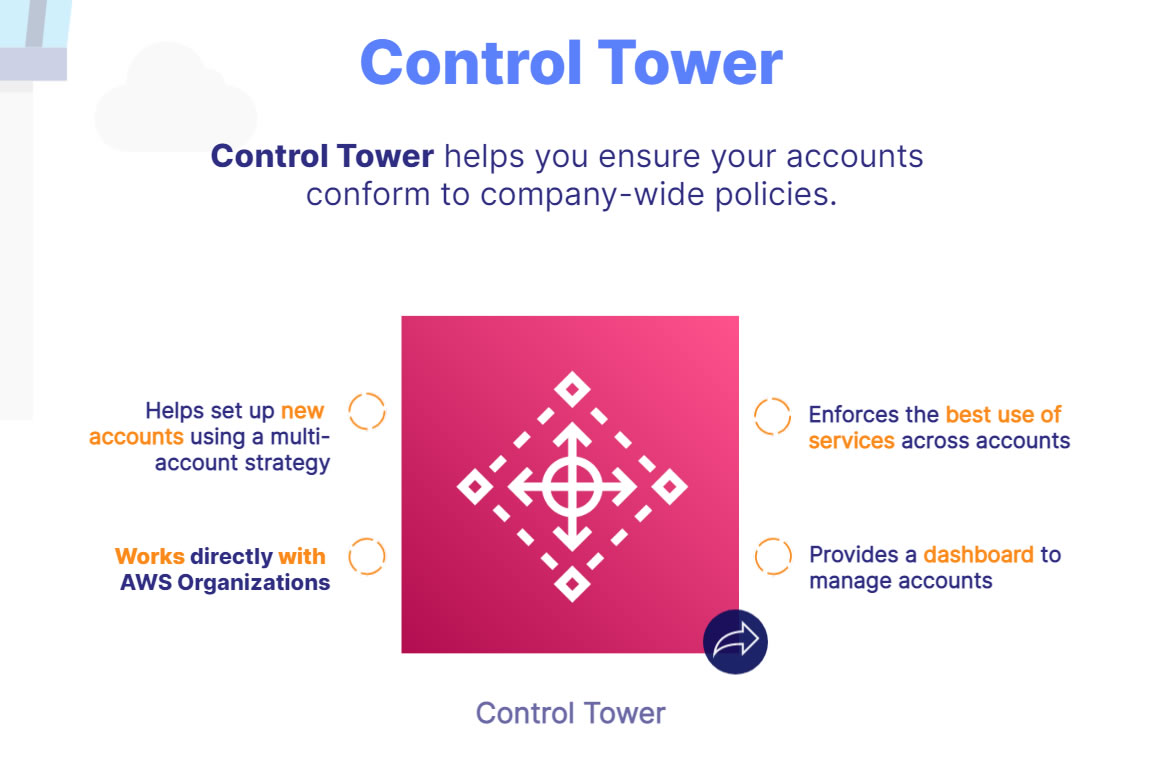 Control Tower
Control Tower helps you ensure your accounts
conform to company-wide policies.
Helps set up new
accounts using a multi-
account strategy
Works directly with
AWS Organizations
Enforces the best use of
services across accounts
Provides a dashboard to
manage accounts
Control Tower